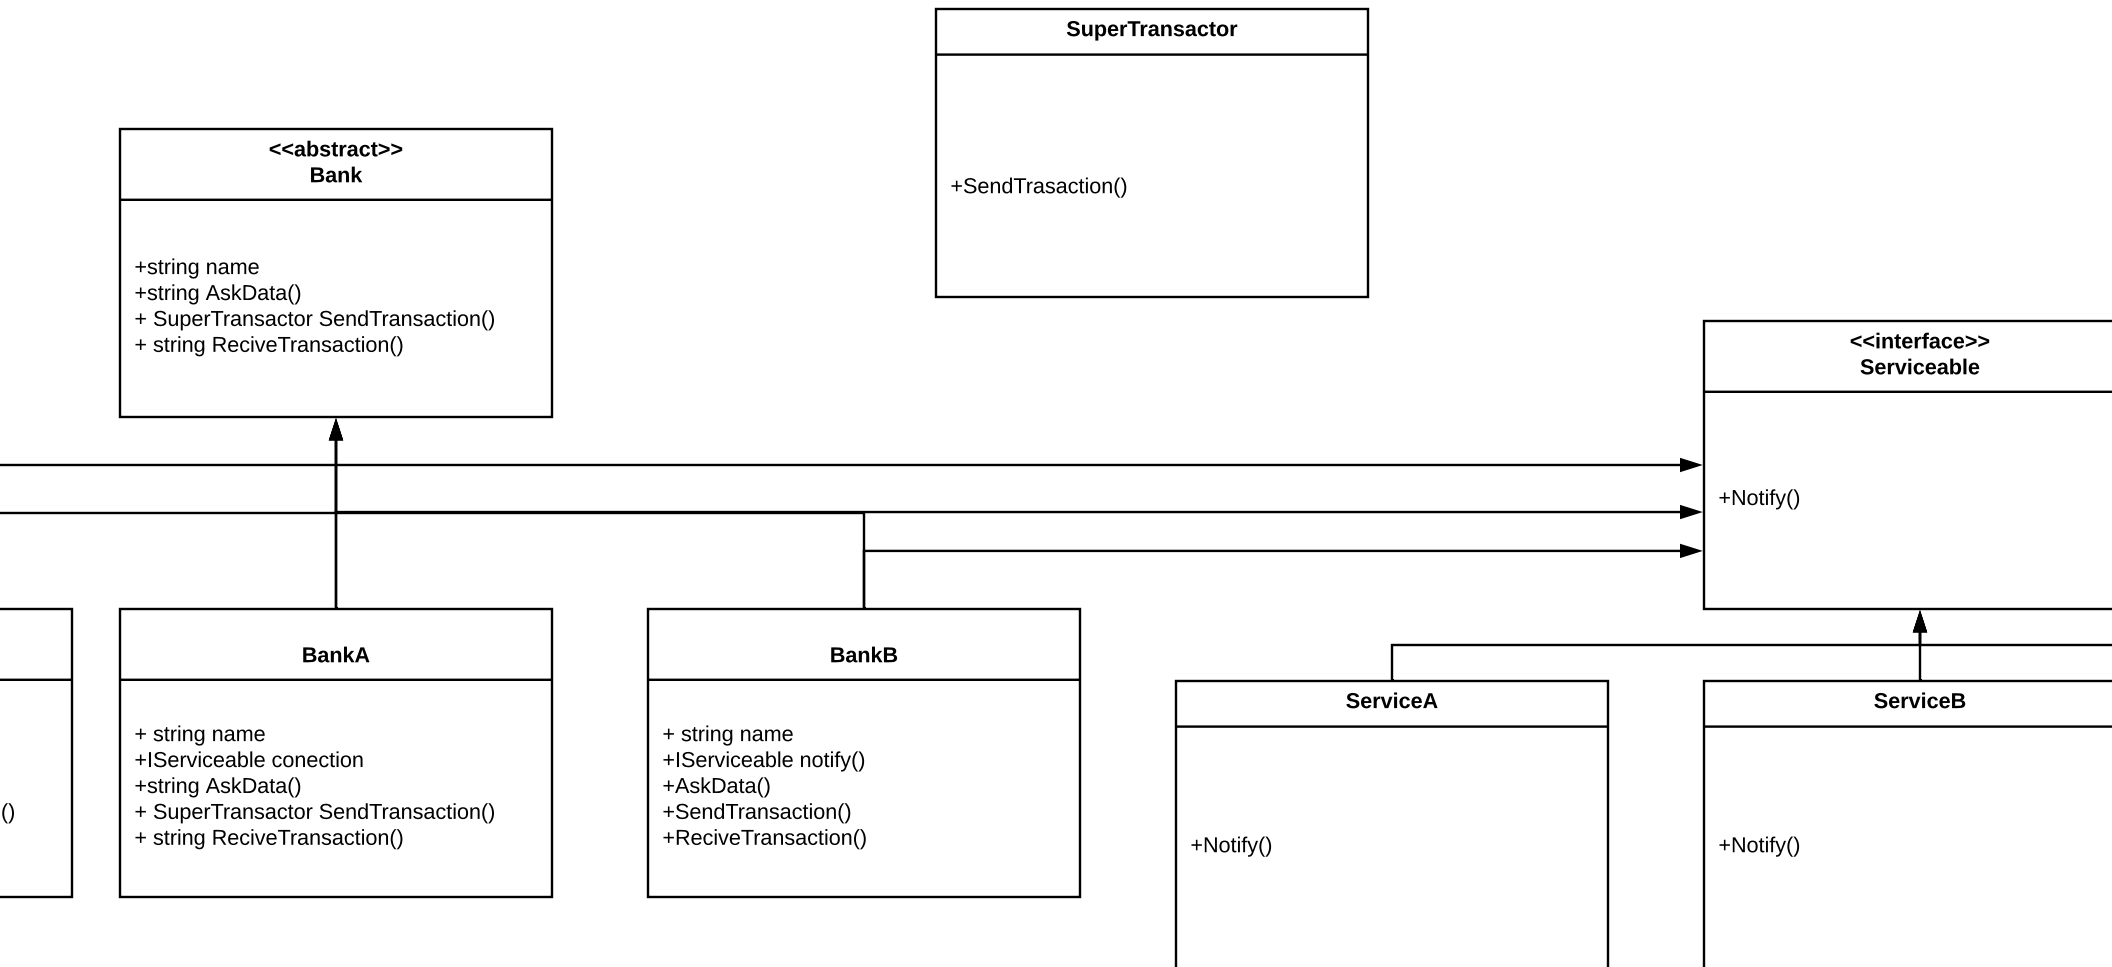 SuperTransactor
+SendTrasaction()
<<abstract>>
Bank
+string name
+string AskData()
+ SuperTransactor SendTransaction()
+ string ReciveTransaction()
<<interface>>
Serviceable
+Notify()
()
BankA
+ string name
+IServiceable conection
+string AskData()
+ SuperTransactor SendTransaction()
+ string ReciveTransaction()
BankB
+ string name
+IServiceable notify()
+AskData()
+SendTransaction()
+ReciveTransaction()
ServiceA
+Notify()
ServiceB
+Notify()